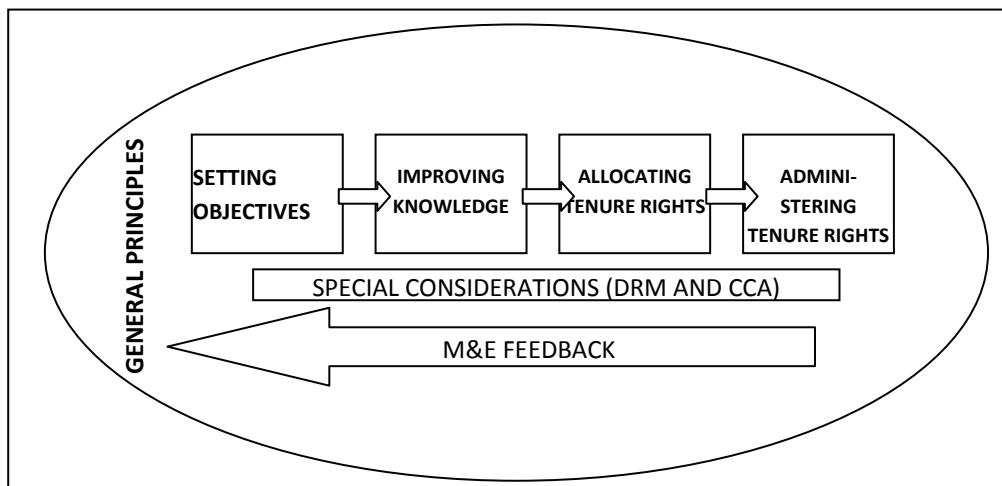 GENERAL PRINCIPLES
SETTING
OBJECTIVES
IMPROVING
KNOWLEDGE
ALLOCATING
TENURE RIGHTS
ADMINI-
STERING
TENURE RIGHTS
SPECIAL CONSIDERATIONS (DRM AND CCA)
M&E FEEDBACK